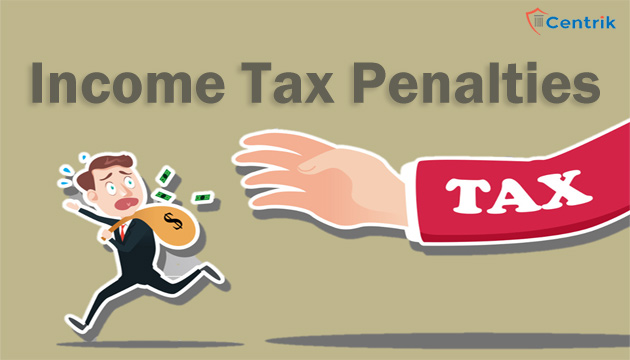 Centrik
Income Tax Penalties
TAX
$